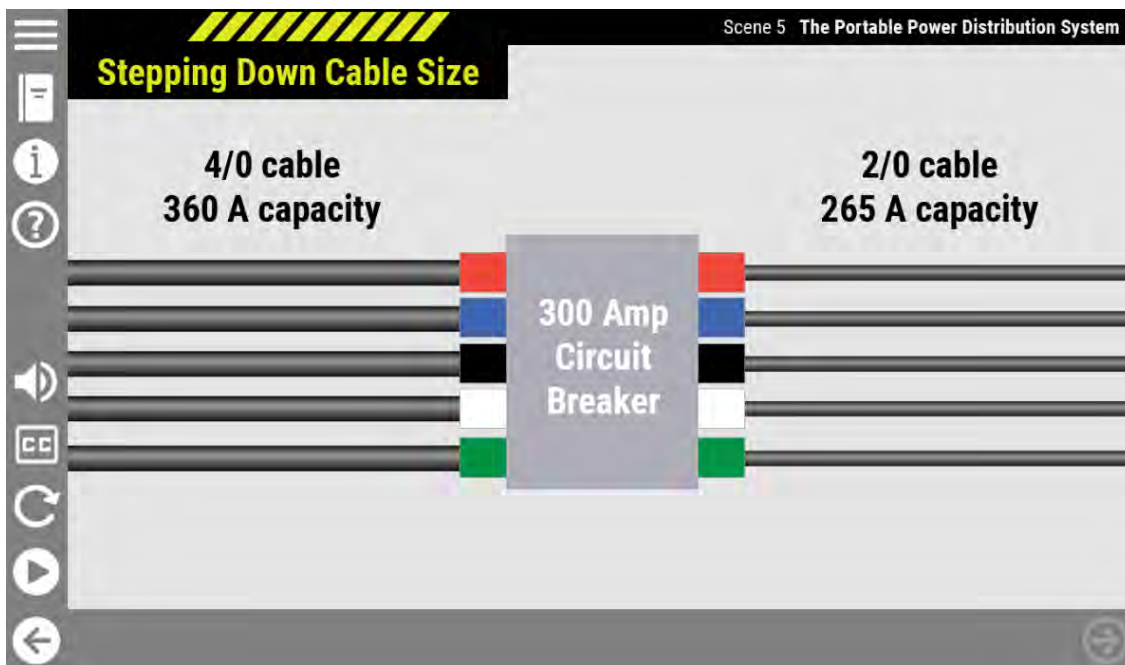 Scene 5 The Portable Power Distribution System
Stepping Down Cable Size
4/0 cable
360 A capacity
2/0 cable
265 A capacity
300 Amp
Circuit
Breaker
i
?
CC